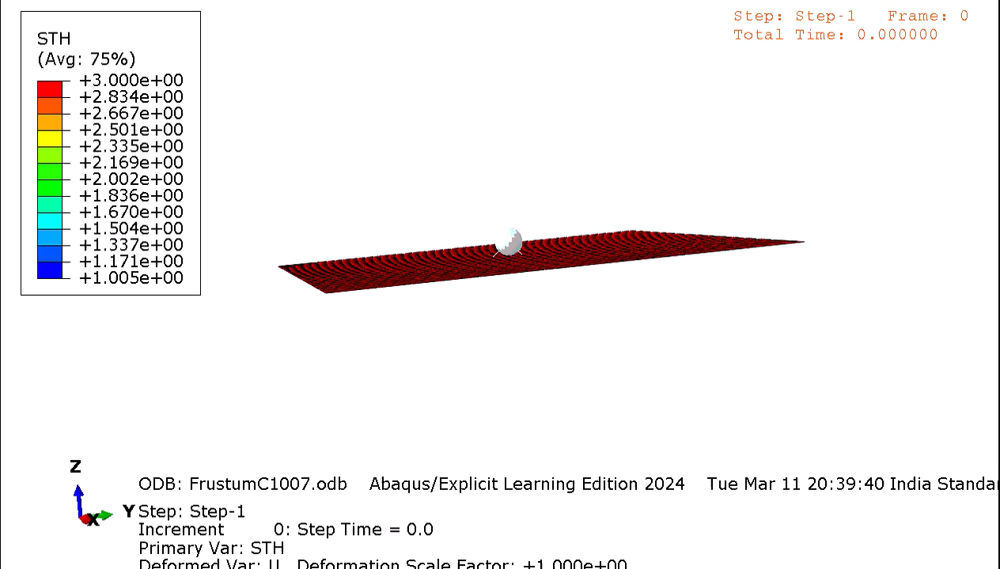 Step: Step-1 Frame: 0
Total Time: 0.000000
STH
(Avg: 75%)
+3.000e+00
+2.834e+00
+2.667e+00
+2.501e+00
+2.335e+00
+2.169e+00
+2.002e+00
+1.836e+00
+1.670e+00
+1.504e+00
+1.337e+00
+1.171e+00
+1.005e+00
Z
Y
X
ODB: FrustumC1007.odb Abaqus/Explicit Learning Edition 2024 Tue Mar 11 20:39:40 India Standar
Step: Step-1
Increment 0: Step Time = 0.0
Primary Var: STH
Deformed Var: U Deformation Scale Factor: +1.000e+00